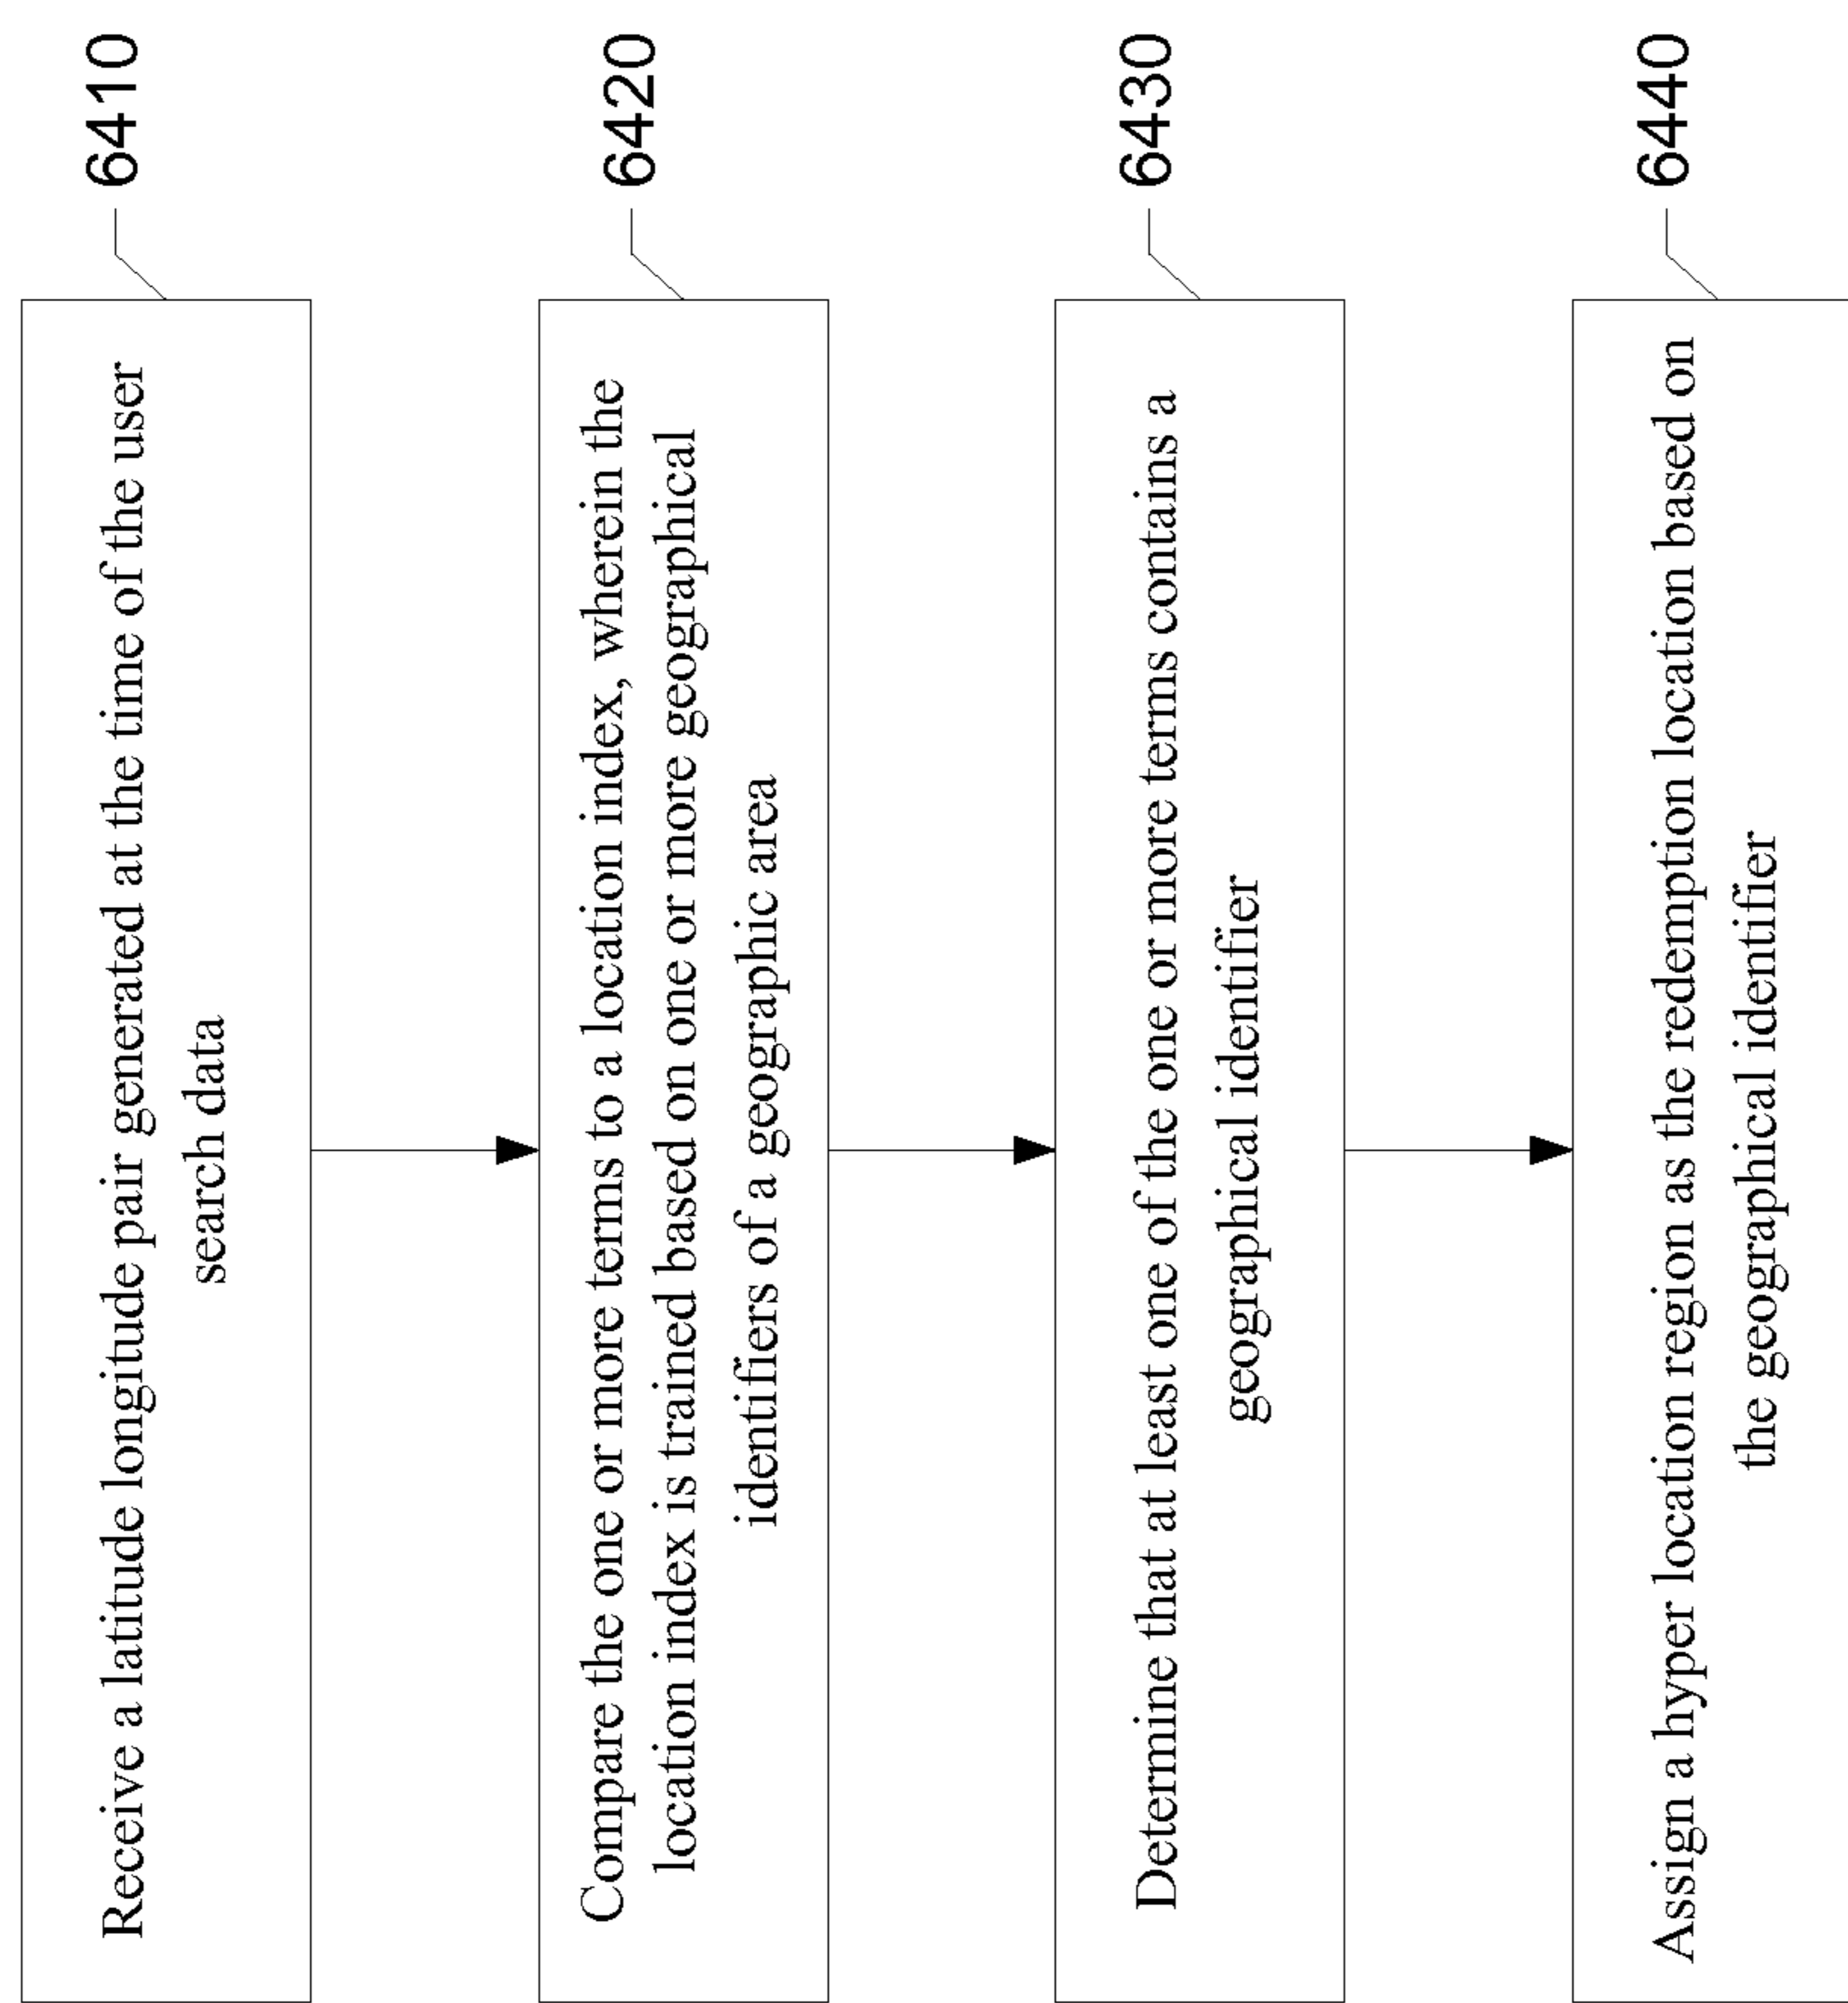 Receive a latitude longitude pair generated at the time of the user
search data
6410
Compare the one or more terms to a location index, wherein the
location index is trained based on one or more geographical
identifiers of a geographic area
6420
Determine that at least one of the one or more terms contains a
geographical identifier
6430
Assign a hyper location region as the redemption location based on
the geographical identifier
6440